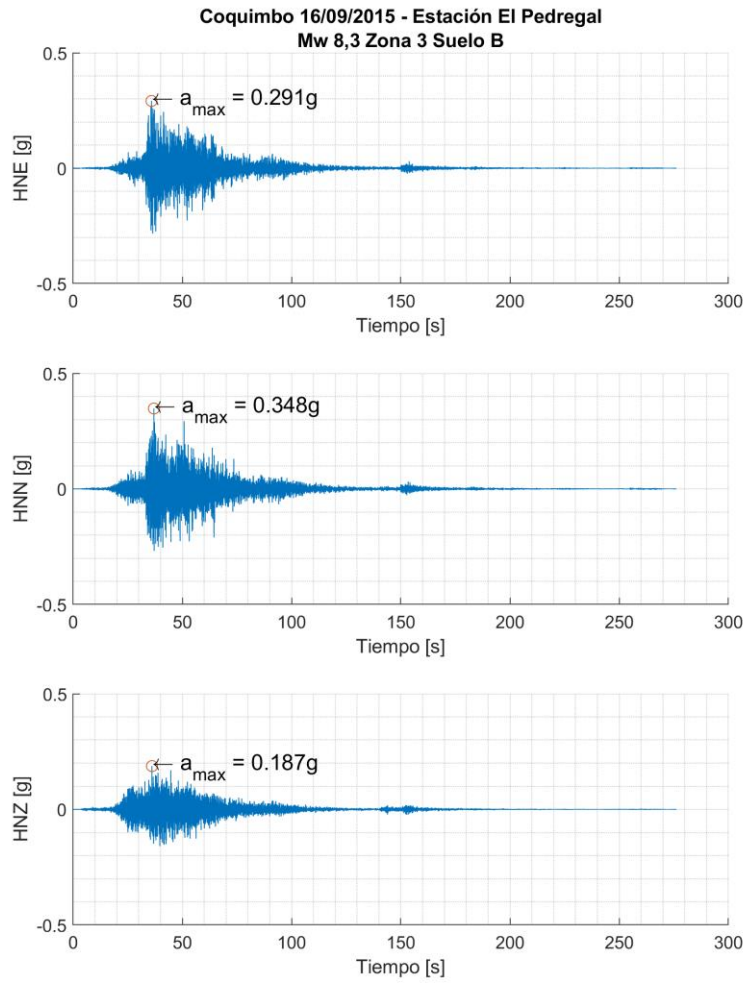 Coquimbo 16/09/2015 - Estación El Pedregal
Mw 8,3 Zona 3 Suelo B
0.5
← a_max = 0.291g
HNE [g]
0
-0.5
0 50 100 150 200 250 300
Tiempo [s]
0.5
← a_max = 0.348g
HNN [g]
0
-0.5
0 50 100 150 200 250 300
Tiempo [s]
0.5
← a_max = 0.187g
HNZ [g]
0
-0.5
0 50 100 150 200 250 300
Tiempo [s]